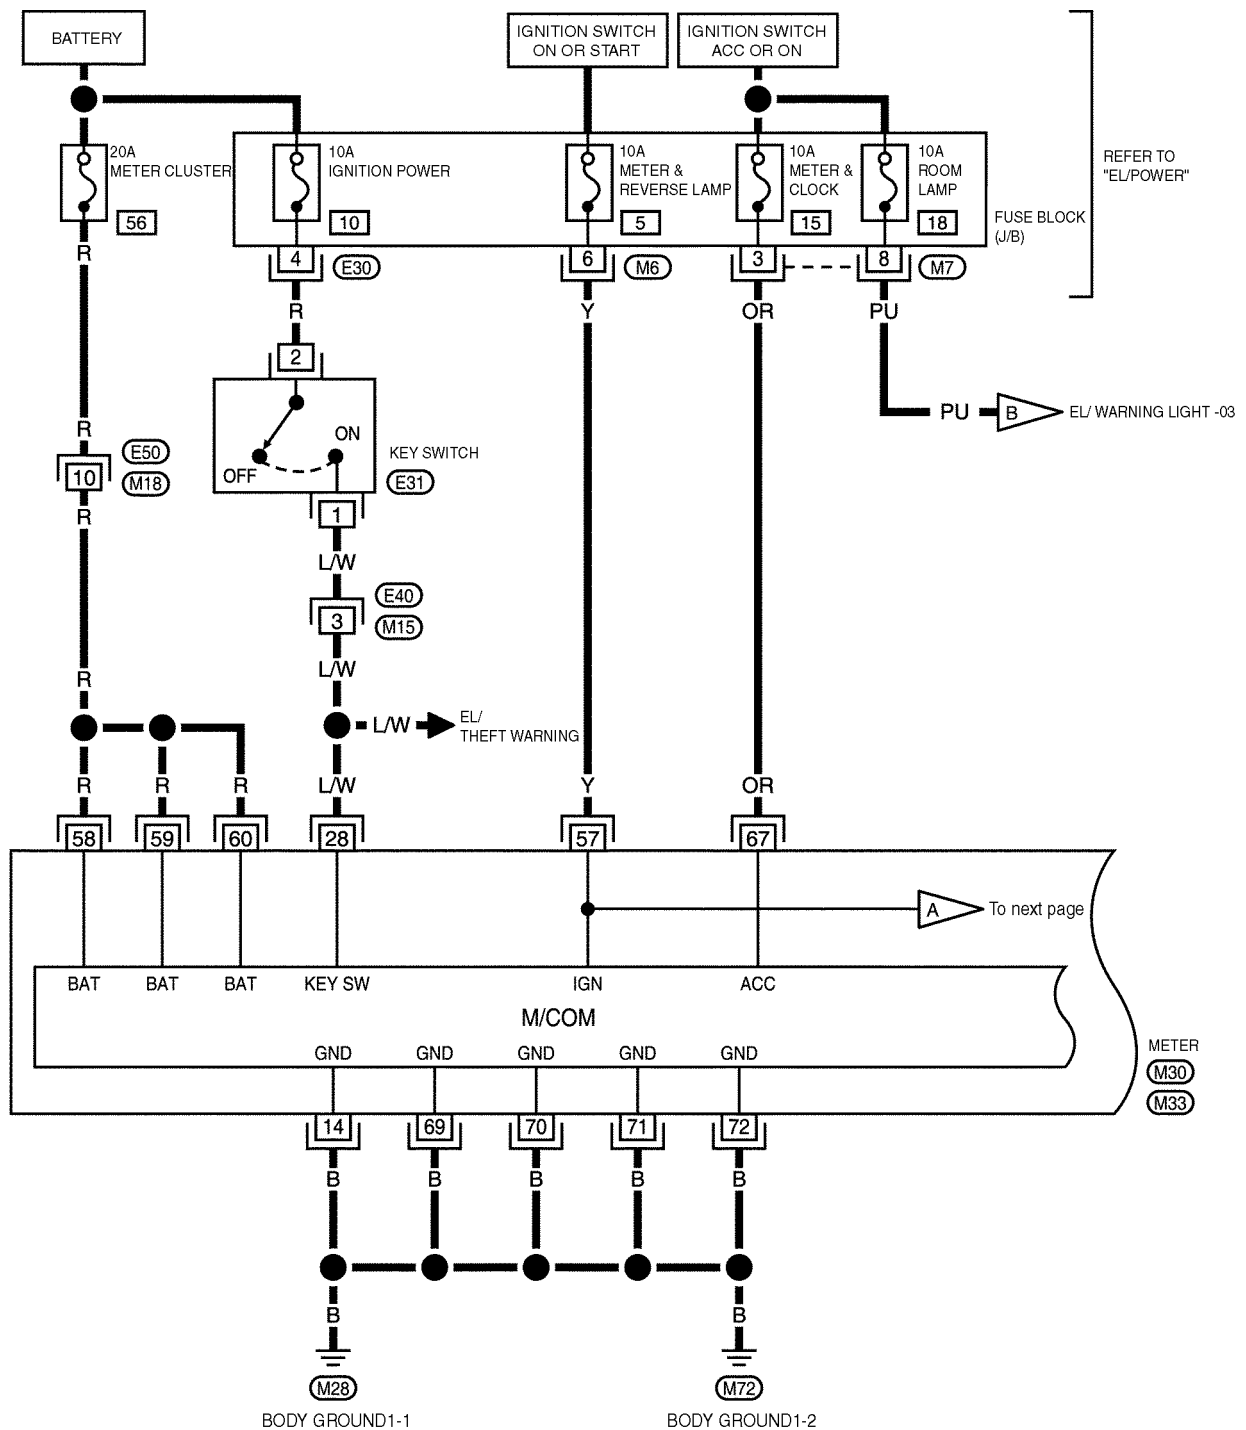 BATTERY
IGNITION SWITCH
ON OR START
IGNITION SWITCH
ACC OR ON
20A
METER CLUSTER
56
10A
IGNITION POWER
10
10A
METER &
REVERSE LAMP
5
10A
METER &
CLOCK
15
10A
ROOM
LAMP
18
REFER TO
"EL/POWER"
FUSE BLOCK
(J/B)
R
4
E30
6
M6
3
8
M7
R
Y
OR
PU
2
PU
B
EL/ WARNING LIGHT -03
R
ON
OFF
KEY SWITCH
E31
10
E50
M18
R
1
L/W
3
E40
M15
L/W
R
L/W
EL/
THEFT WARNING
R
R
R
L/W
Y
OR
58
59
60
28
57
67
A
To next page
BAT
BAT
BAT
KEY SW
IGN
ACC
M/COM
GND
GND
GND
GND
GND
METER
M30
M33
14
69
70
71
72
B
B
B
B
B
B
B
M28
M72
BODY GROUND1-1
BODY GROUND1-2